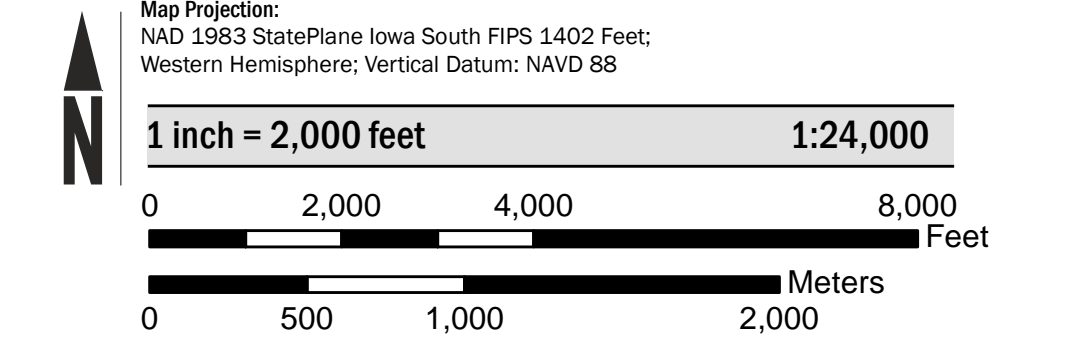 Map Projection:
NAD 1983 StatePlane Iowa South FIPS 1402 Feet;
Western Hemisphere; Vertical Datum: NAVD 88
N
1 inch = 2,000 feet 1:24,000
0 2,000 4,000 8,000
Feet
Meters
0 500 1,000 2,000